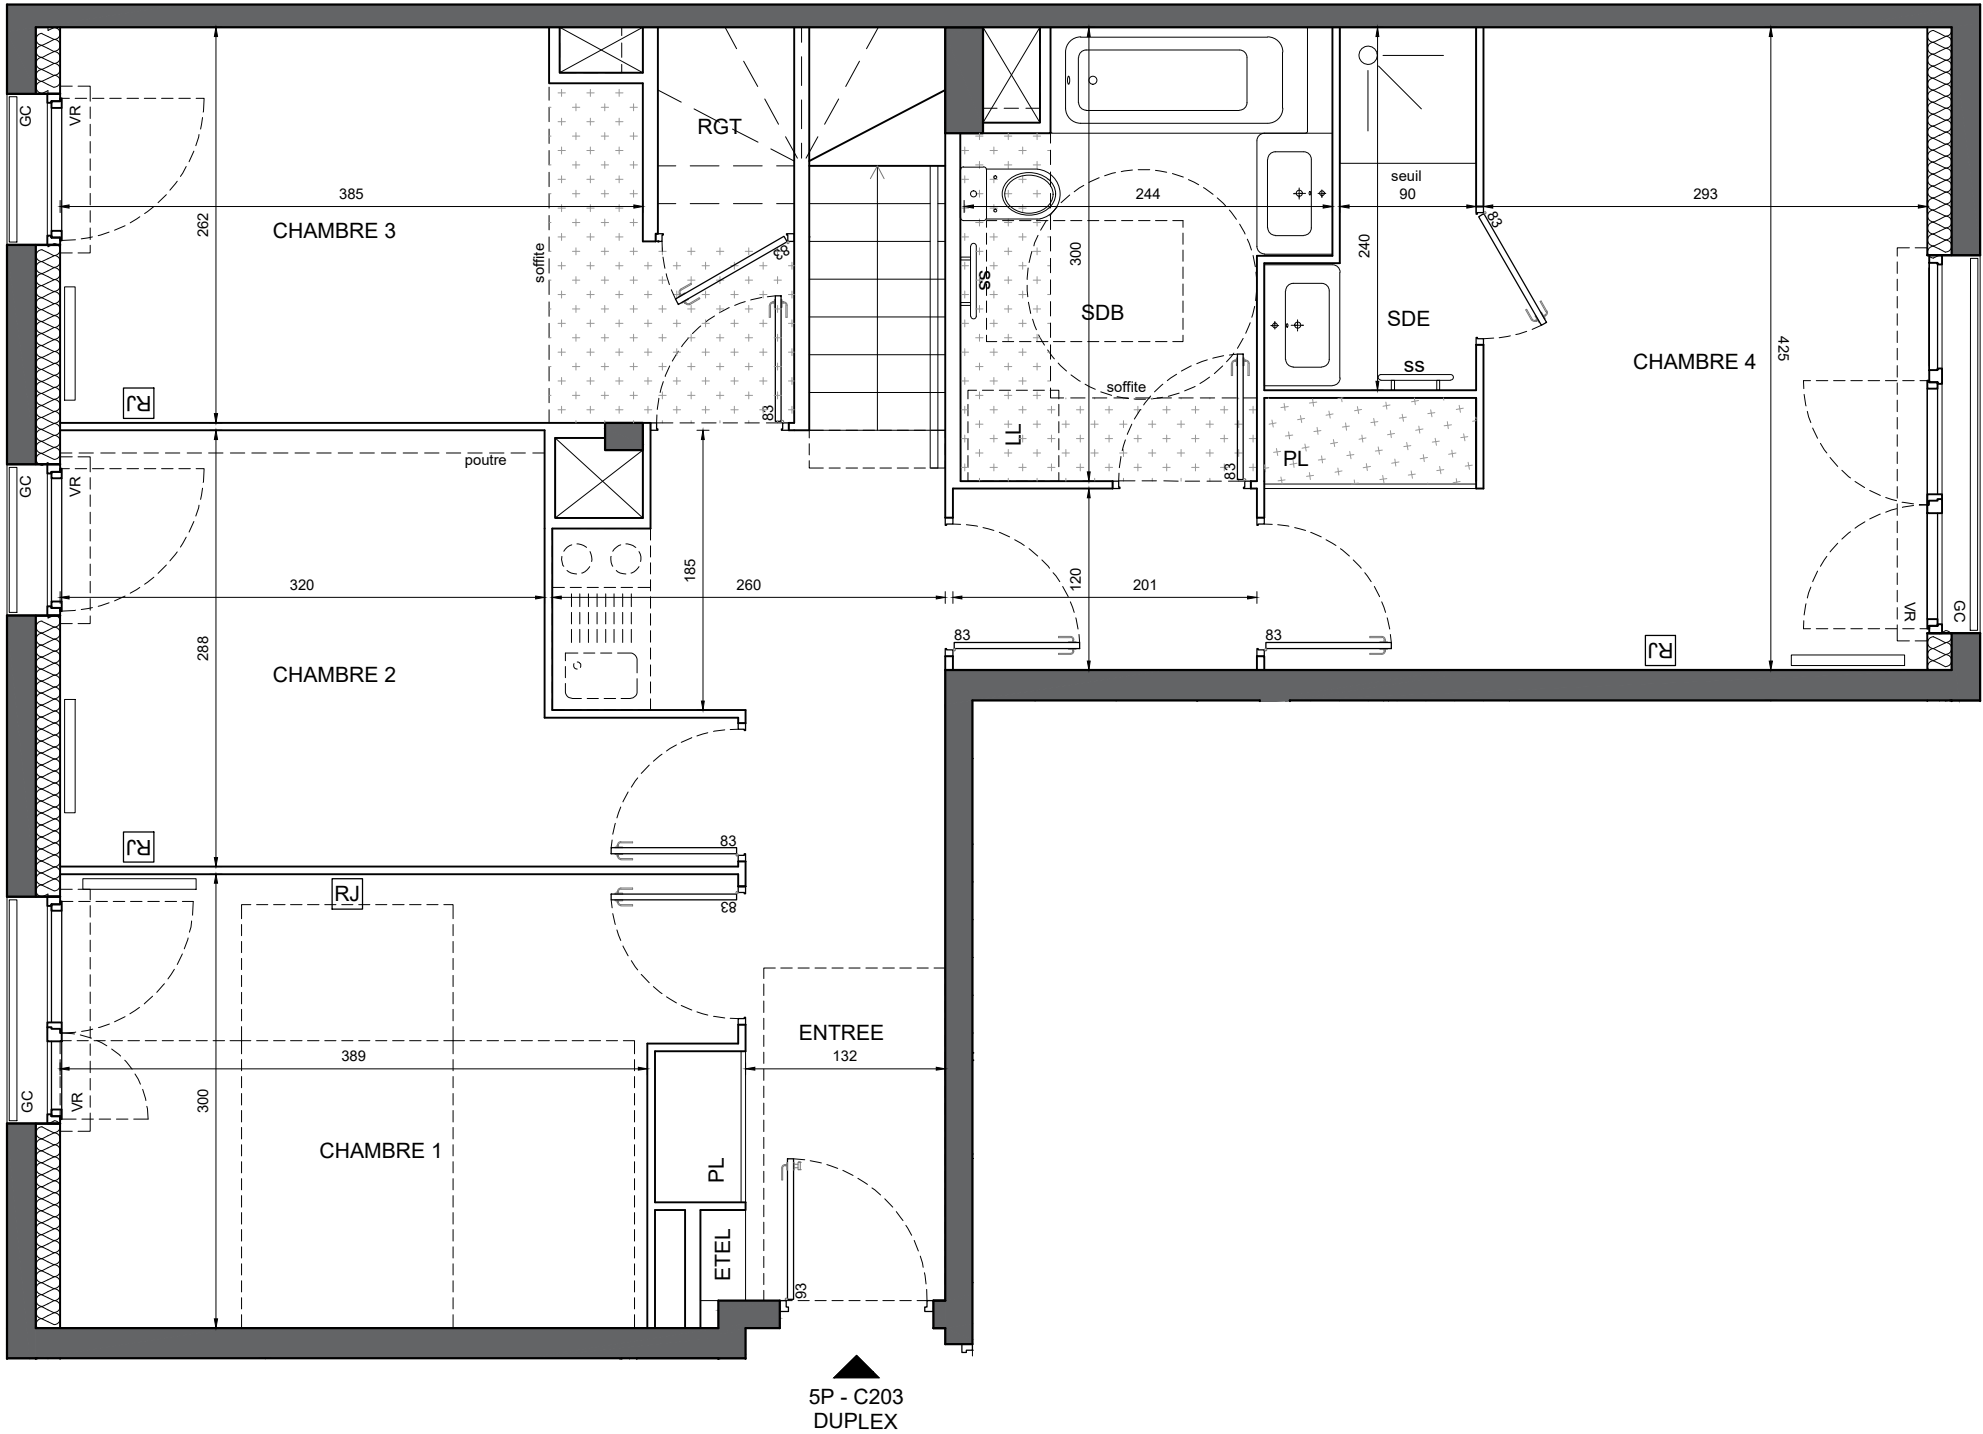 GC
VR
RGT
385
CHAMBRE 3
262
soffite
83
83
RJ
244
300
SS
SDB
soffite
LL
83
seuil
90
240
SDE
SS
PL
83
293
CHAMBRE 4
425
GC
VR
poutre
GC
VR
320
185
260
120
201
288
CHAMBRE 2
83
83
RJ
RJ
83
RJ
83
ENTREE
389
132
GC
VR
300
CHAMBRE 1
PL
ETEL
93
5P - C203
DUPLEX